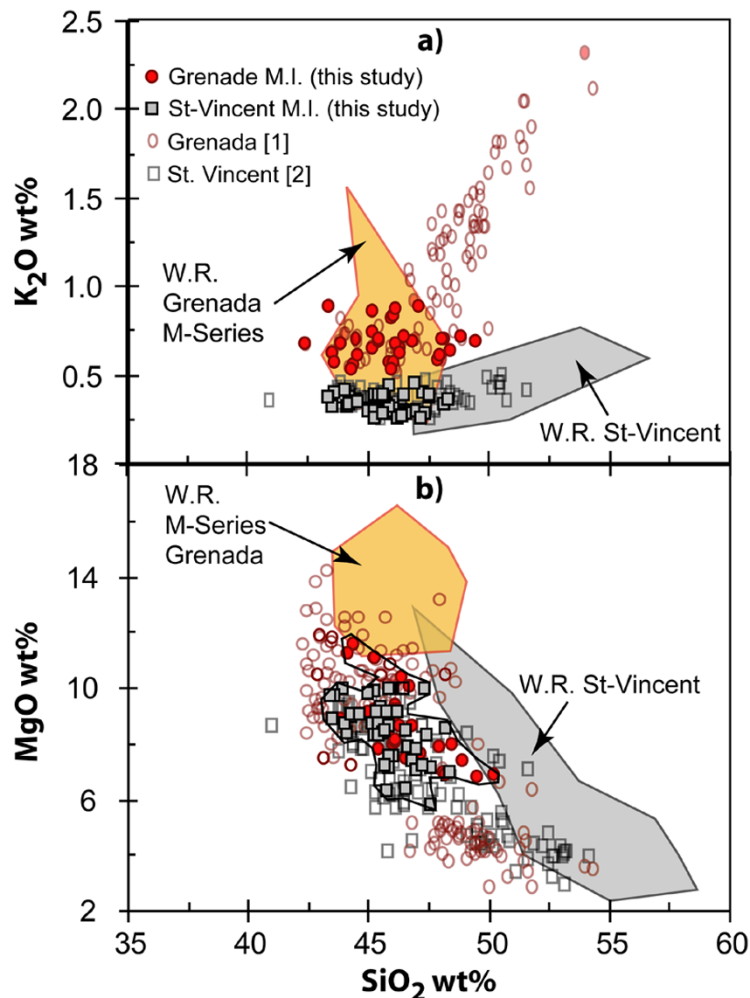 a)
2.5
2.0
1.5
1.0
0.5
K2O wt%
Grenade M.I. (this study)
St-Vincent M.I. (this study)
Grenada [1]
St. Vincent [2]
W.R.
Grenada
M-Series
W.R. St-Vincent
b)
18
14
10
6
2
MgO wt%
W.R.
M-Series
Grenada
W.R. St-Vincent
35
40
45
50
55
60
SiO2 wt%